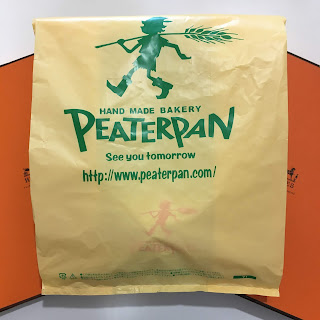 HAND MADE BAKERY
PEATERPAN
See you tomorrow
http://www.peaterpan.com/